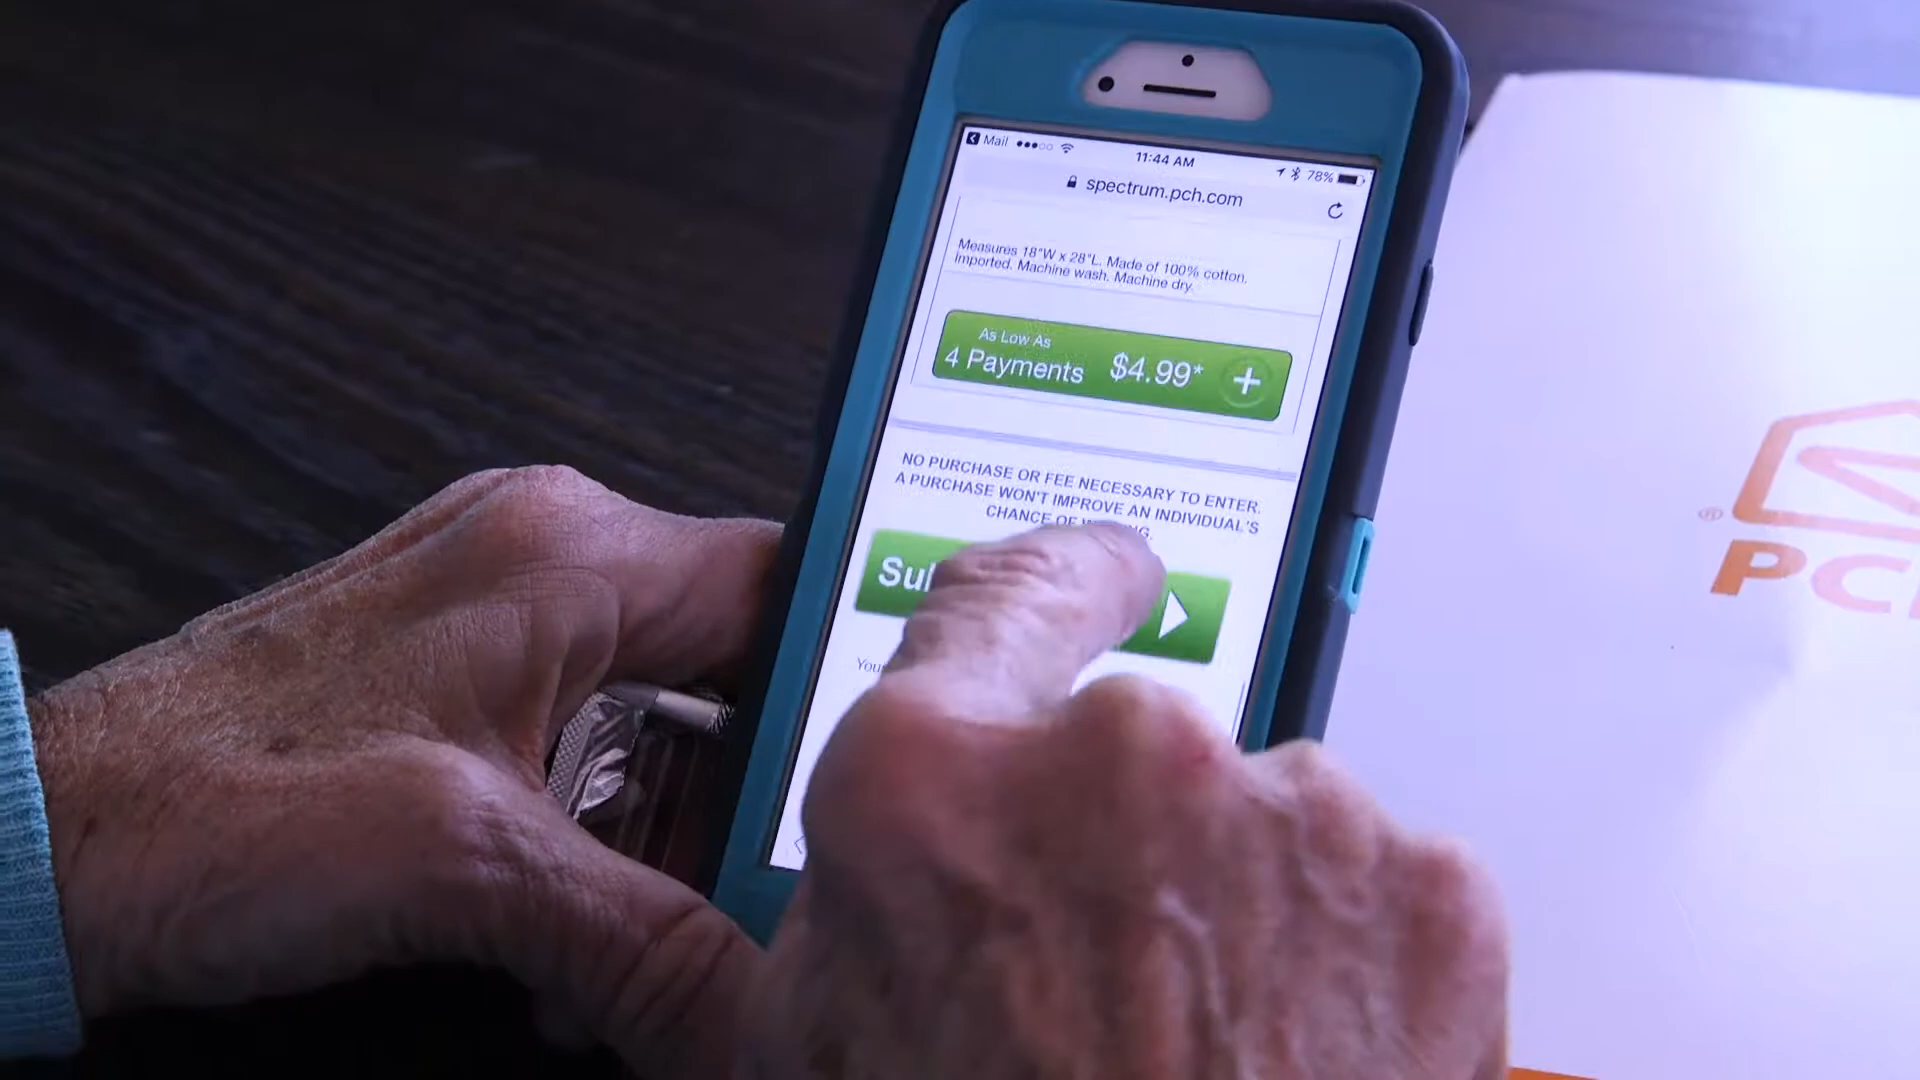 Mail
11:44 AM
78%
spectrum.pch.com
Measures 18"W x 28"L. Made of 100% cotton.
Imported. Machine wash. Machine dry.
As Low As
4 Payments $4.99* +
NO PURCHASE OR FEE NECESSARY TO ENTER.
A PURCHASE WON'T IMPROVE AN INDIVIDUAL'S
CHANCE OF
®
PC